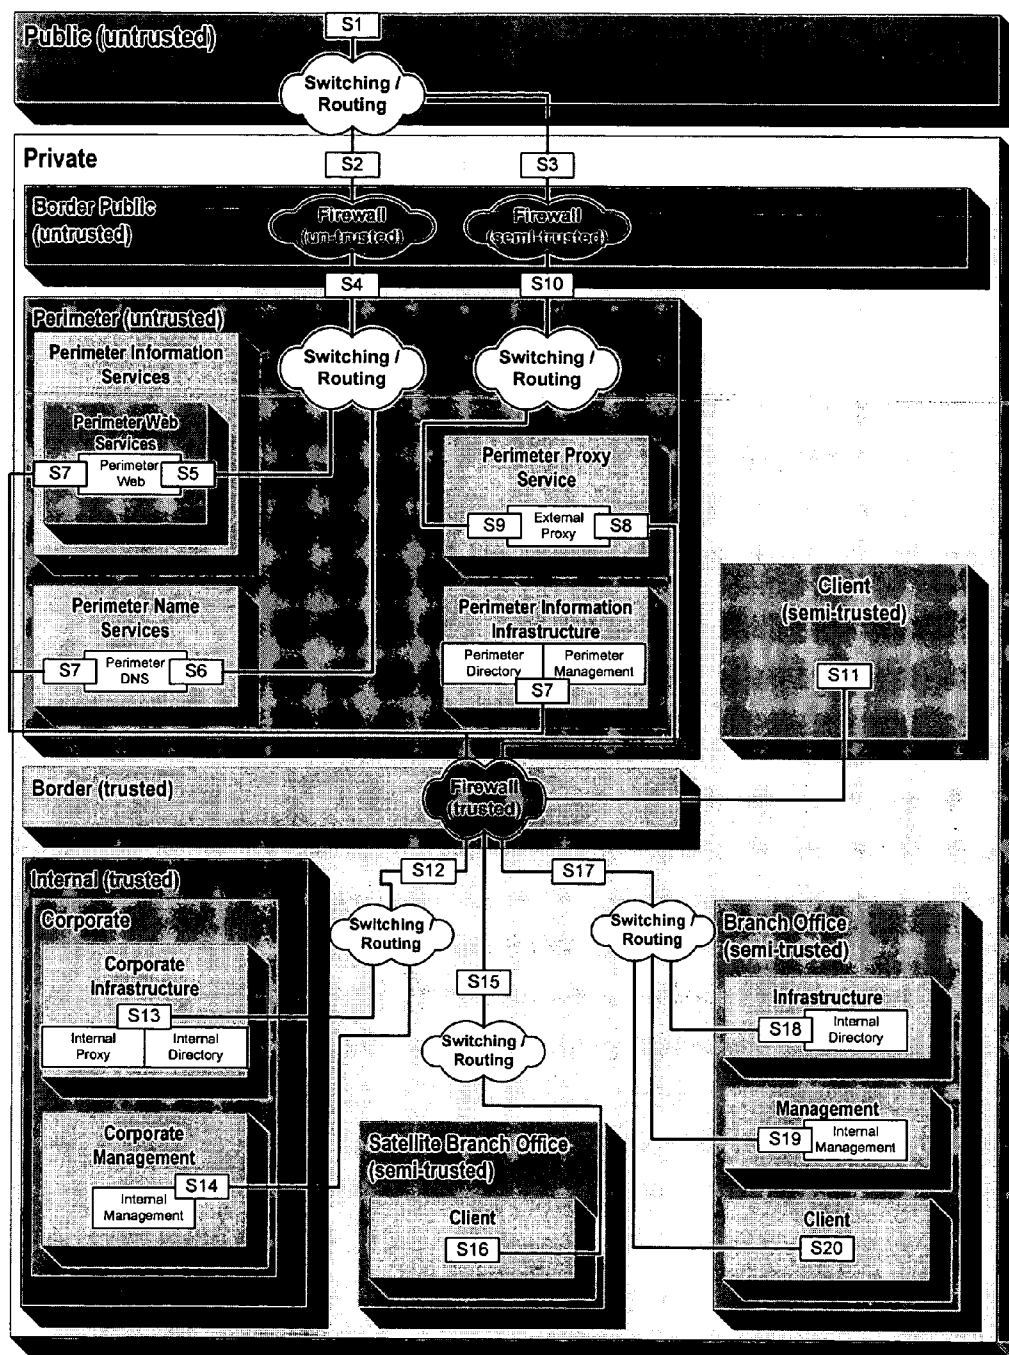 S1
Public (untrusted)
Switching /
Routing
Private
S2
S3
Border Public
(untrusted)
Firewall
(un-trusted)
Firewall
(semi-trusted)
S4
S10
Perimeter (untrusted)
Perimeter Information
Services
Switching /
Routing
Switching /
Routing
Perimeter Web
Services
S7
Perimeter
Web
S5
Perimeter Proxy
Service
S9
External
Proxy
S8
Perimeter Name
Services
S7
Perimeter
DNS
S6
Perimeter Information
Infrastructure
Perimeter
Directory
Perimeter
Management
S7
Client
(semi-trusted)
S11
Border (trusted)
Firewall
(trusted)
S12
S17
Internal (trusted)
Corporate
Switching /
Routing
Switching /
Routing
Branch Office
(semi-trusted)
Corporate
Infrastructure
S13
Internal
Proxy
Internal
Directory
S15
Switching /
Routing
Infrastructure
S18
Internal
Directory
Corporate
Management
S14
Internal
Management
Management
S19
Internal
Management
Satellite Branch Office
(semi-trusted)
Client
S16
Client
S20